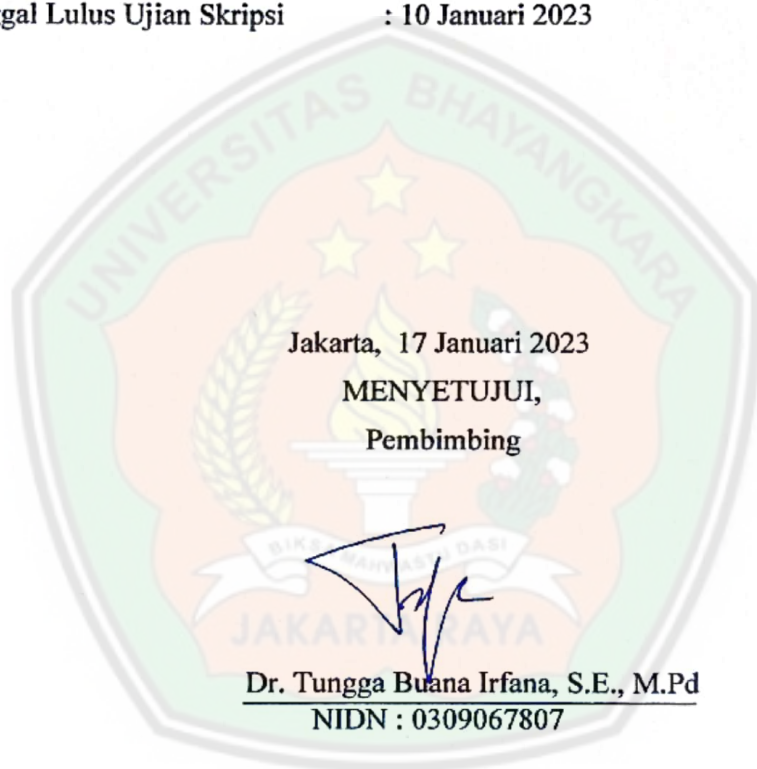 ggal Lulus Ujian Skripsi : 10 Januari 2023
UNIVERSITAS BHAYANGKARA
Jakarta, 17 Januari 2023
MENYETUJUI,
Pembimbing
JAKARTA RAYA
Dr. Tungga Buana Irfana, S.E., M.Pd
NIDN : 0309067807